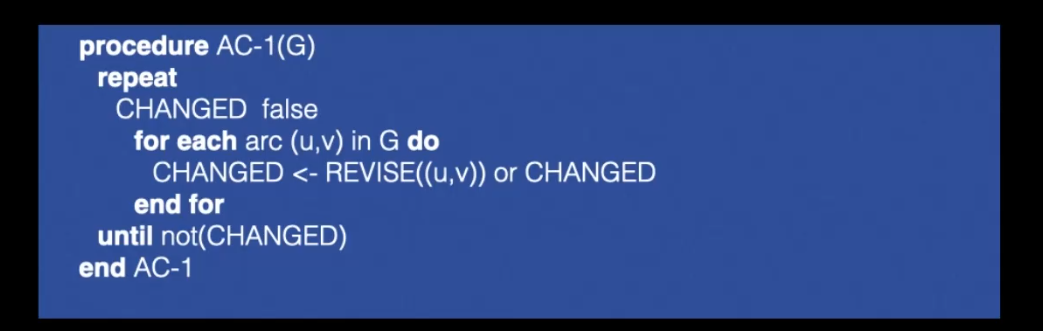 procedure AC-1(G)
repeat
CHANGED false
for each arc (u,v) in G do
CHANGED <- REVISE((u,v)) or CHANGED
end for
until not(CHANGED)
end AC-1